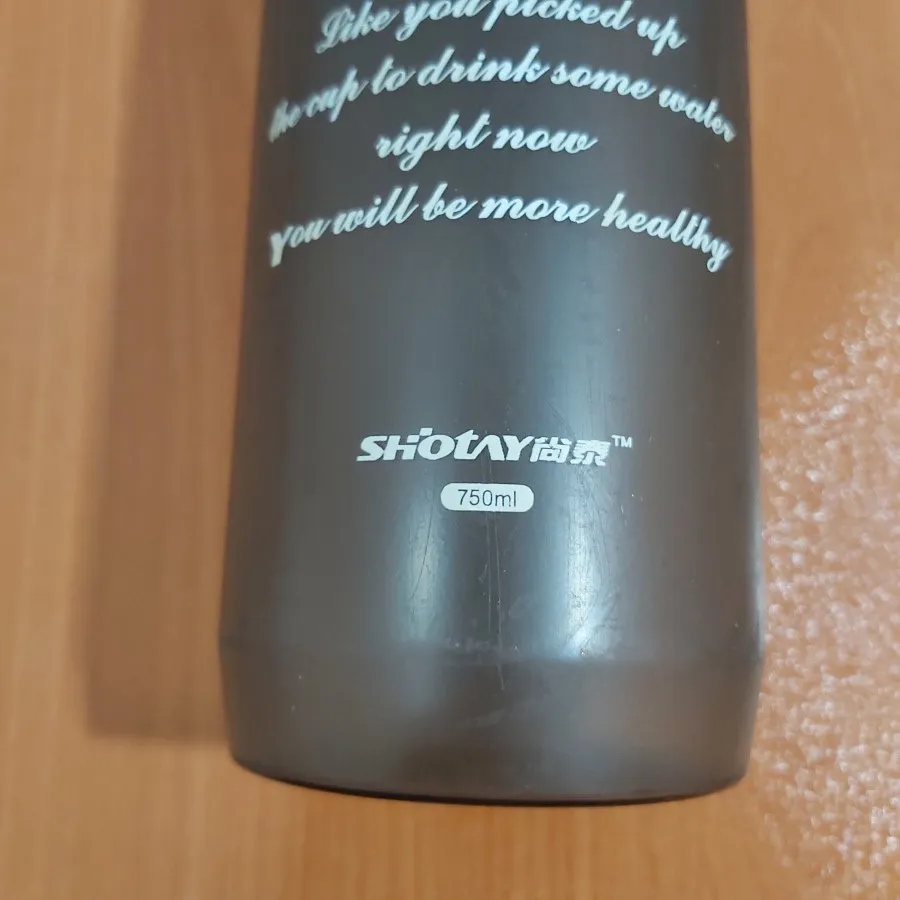 Like you picked up
the cup to drink some water
right now
You will be more healthy
SHOTAY尚泰™
750ml